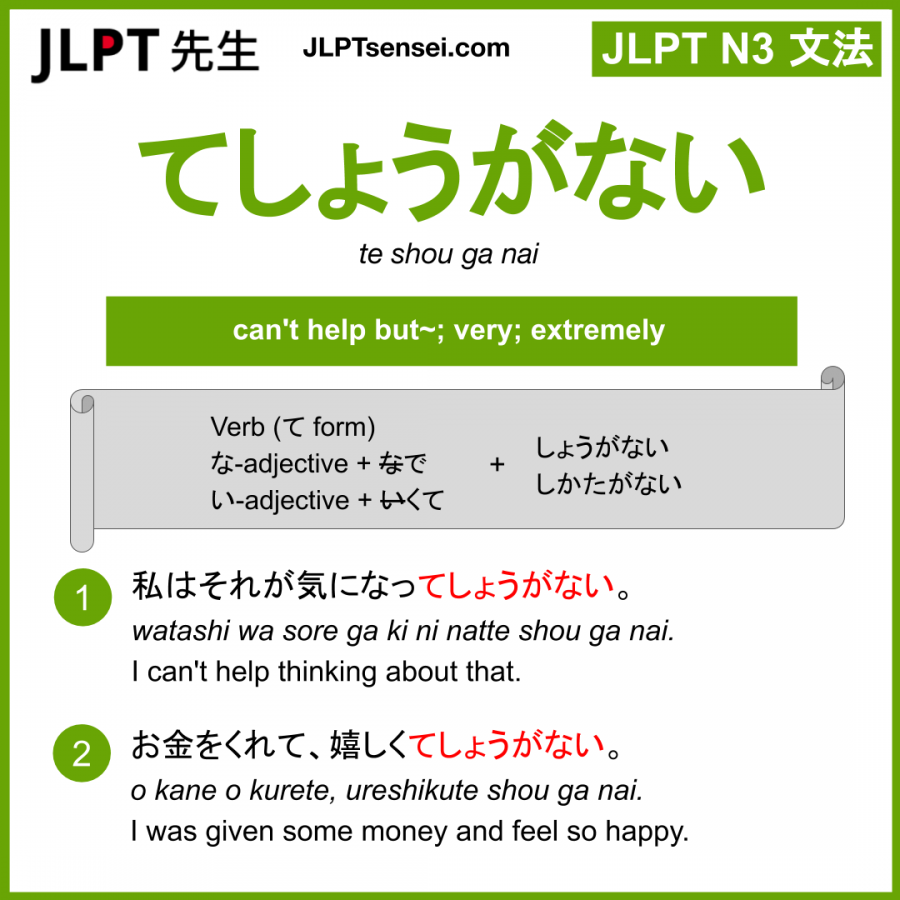 JLPT 先生
JLPTsensei.com
JLPT N3 文法
てしょうがない
te shou ga nai
can't help but~; very; extremely
Verb (て form)
な-adjective + なで
い-adjective + いくて
+
しょうがない
しかたがない
1
私はそれが気になってしょうがない。
watashi wa sore ga ki ni natte shou ga nai.
I can't help thinking about that.
2
お金をくれて、嬉しくてしょうがない。
o kane o kurete, ureshikute shou ga nai.
I was given some money and feel so happy.